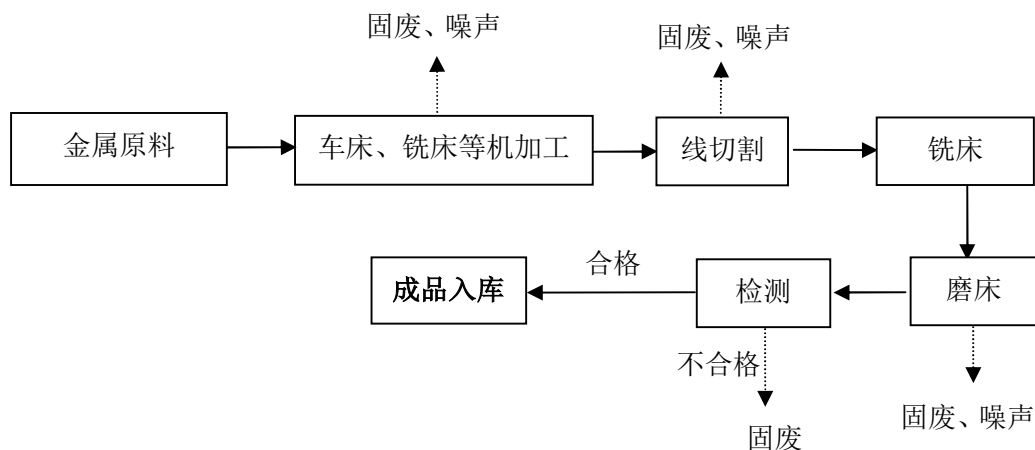 固废、噪声
固废、噪声
金属原料
车床、铣床等机加工
线切割
铣床
合格
成品入库
检测
磨床
不合格
固废、噪声
固废